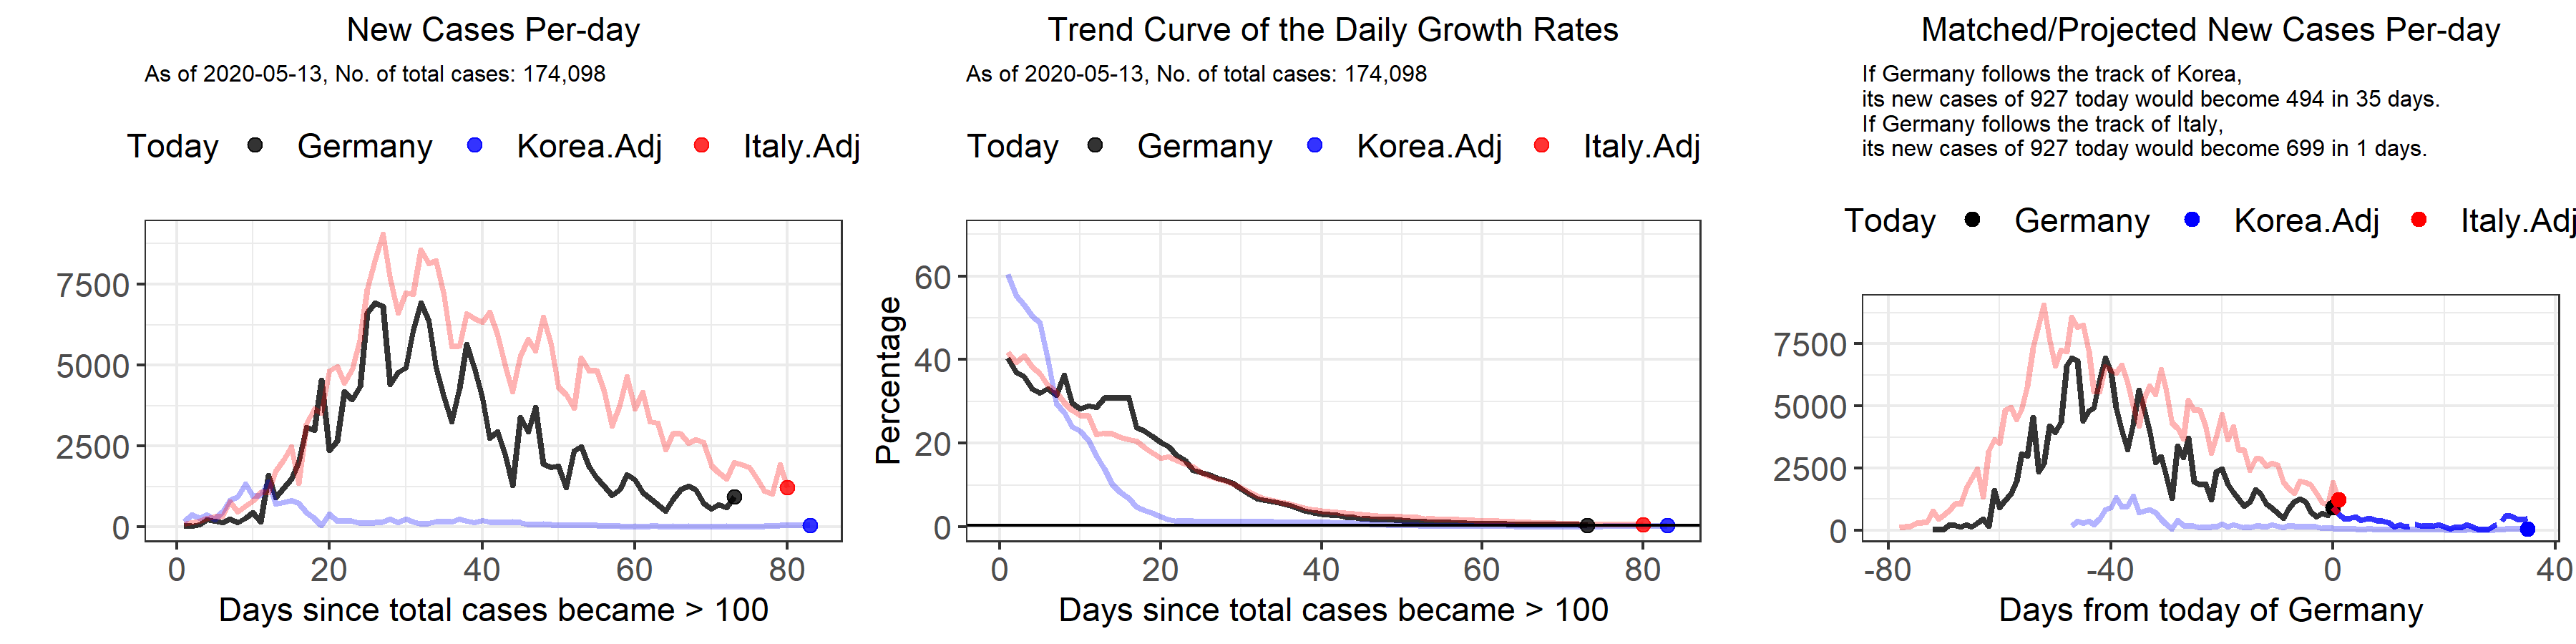 New Cases Per-day
As of 2020-05-13, No. of total cases: 174,098
Today Germany Korea.Adj Italy.Adj
7500
5000
2500
0
0 20 40 60 80
Days since total cases became > 100
Trend Curve of the Daily Growth Rates
As of 2020-05-13, No. of total cases: 174,098
Today Germany Korea.Adj Italy.Adj
Percentage
60
40
20
0
0 20 40 60 80
Days since total cases became > 100
Matched/Projected New Cases Per-day
If Germany follows the track of Korea,
its new cases of 927 today would become 494 in 35 days.
If Germany follows the track of Italy,
its new cases of 927 today would become 699 in 1 days.
Today Germany Korea.Adj Italy.Adj
7500
5000
2500
0
-80 -40 0 40
Days from today of Germany